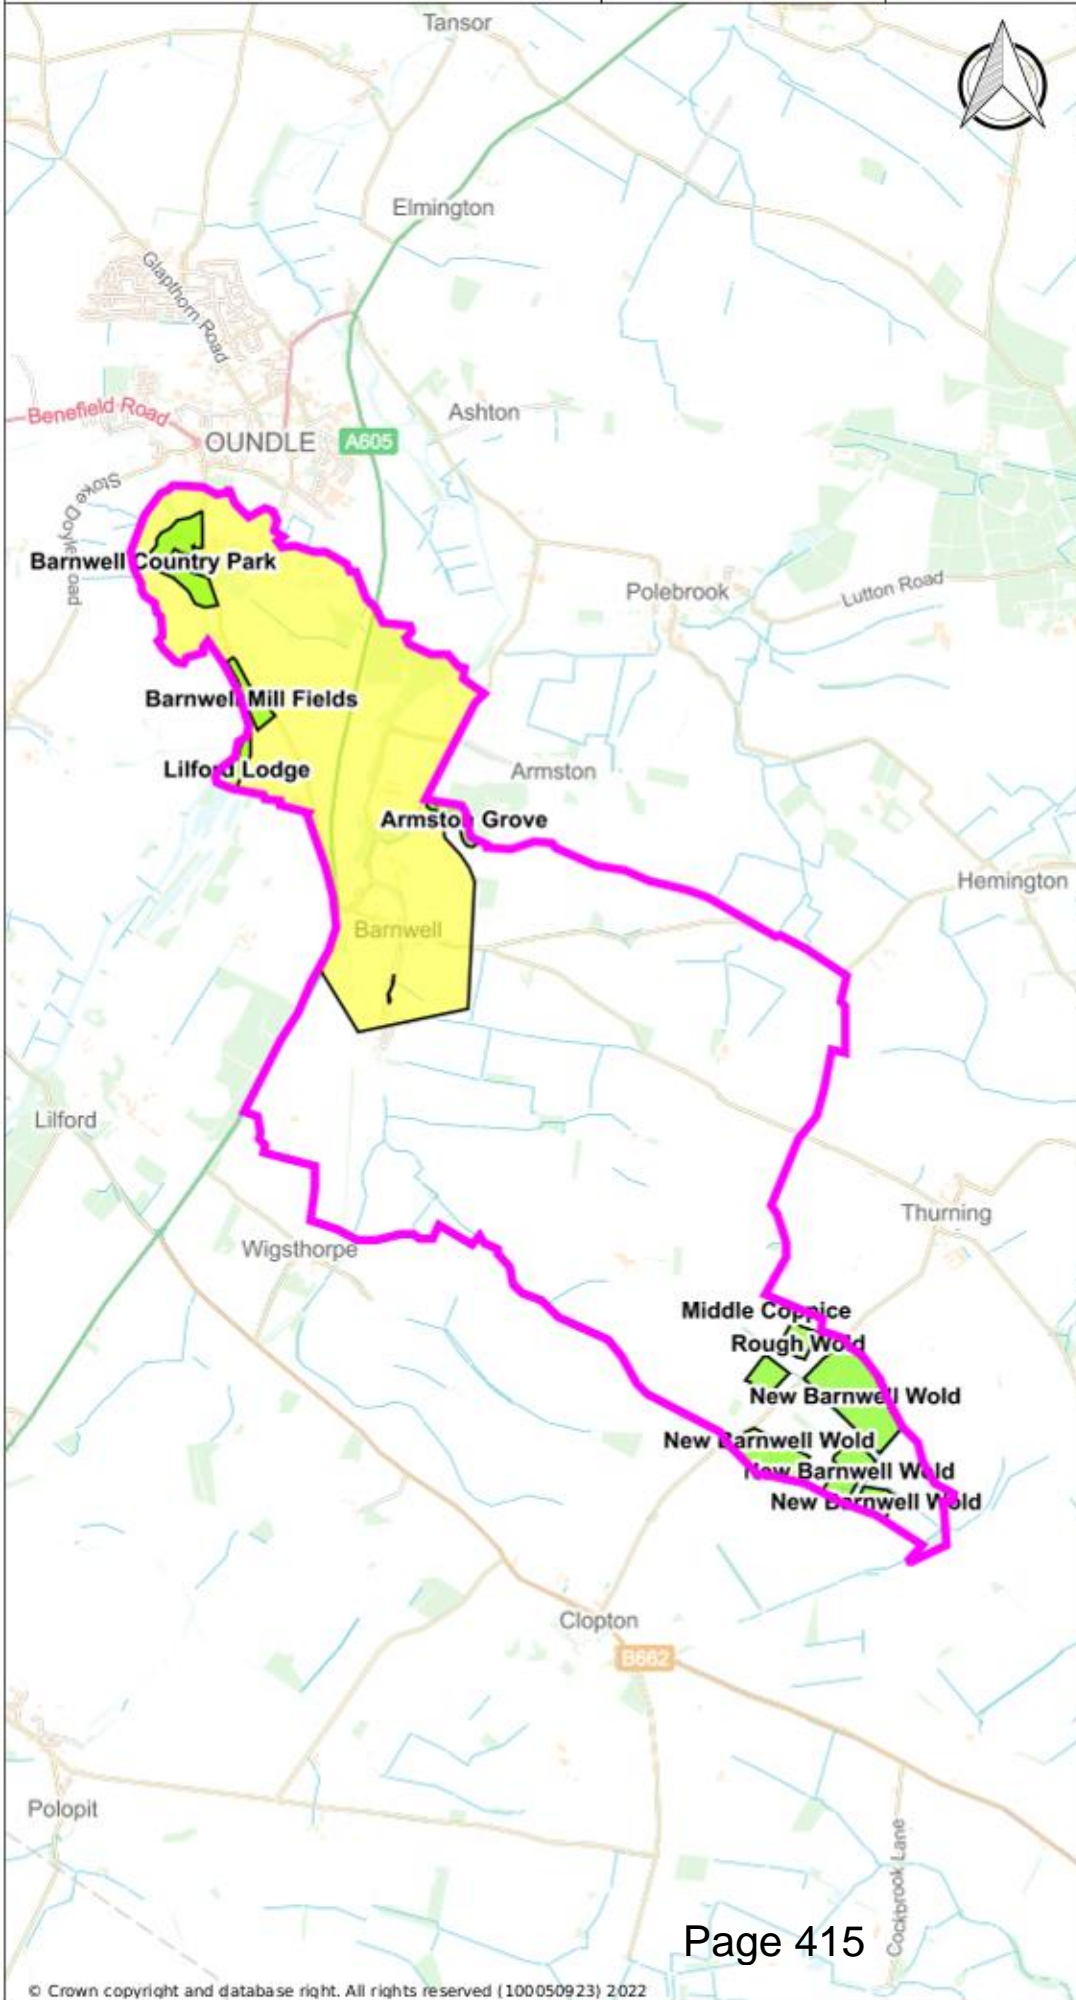 Tansor
Elmington
Glapthorn Road
Benefield Road
OUNDLE
A605
Ashton
Stoke Doyle Road
Barnwell Country Park
Polebrook
Lutton Road
Barnwell Mill Fields
Lilford Lodge
Armston
Armston Grove
Hemington
Barnwell
Lilford
Thurning
Wigsthorpe
Middle Coppice
Rough Wold
New Barnwell Wold
New Barnwell Wold
New Barnwell Wold
New Barnwell Wold
Clopton
B662
Polopit
Cockbrook Lane
Page 415
© Crown copyright and database right. All rights reserved (100050923) 2022